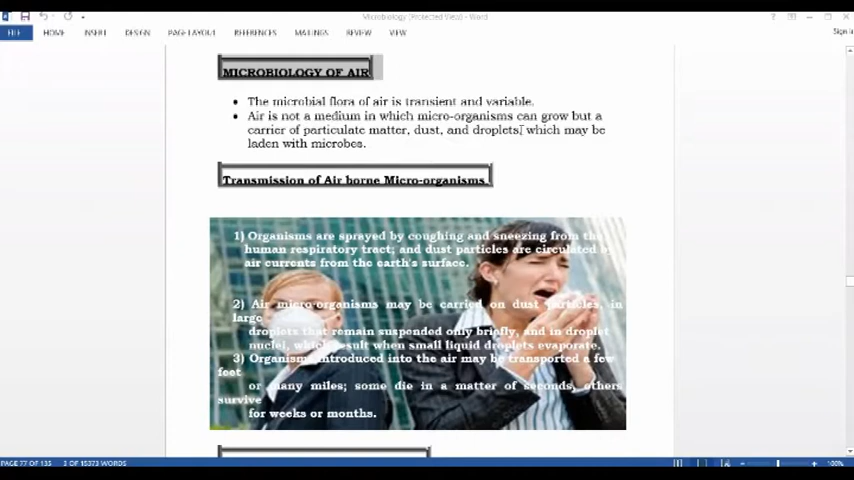 Microbiology (Protected View) - Word
Sign in
FILE HOME INSERT DESIGN PAGE LAYOUT REFERENCES MAILINGS REVIEW VIEW
MICROBIOLOGY OF AIR
• The microbial flora of air is transient and variable.
• Air is not a medium in which micro-organisms can grow but a
carrier of particulate matter, dust, and droplets, which may be
laden with microbes.
Transmission of Air borne Micro-organisms
1) Organisms are sprayed by coughing and sneezing from the
human respiratory tract; and dust particles are circulated by
air currents from the earth's surface.
2) Air micro-organisms may be carried on dust particles, in
large
droplets that remain suspended only briefly, and in droplet
nuclei, which result when small liquid droplets evaporate.
3) Organisms introduced into the air may be transported a few
feet
or many miles; some die in a matter of seconds, others
survive
for weeks or months.
PAGE 77 OF 135 3 OF 15373 WORDS
100%